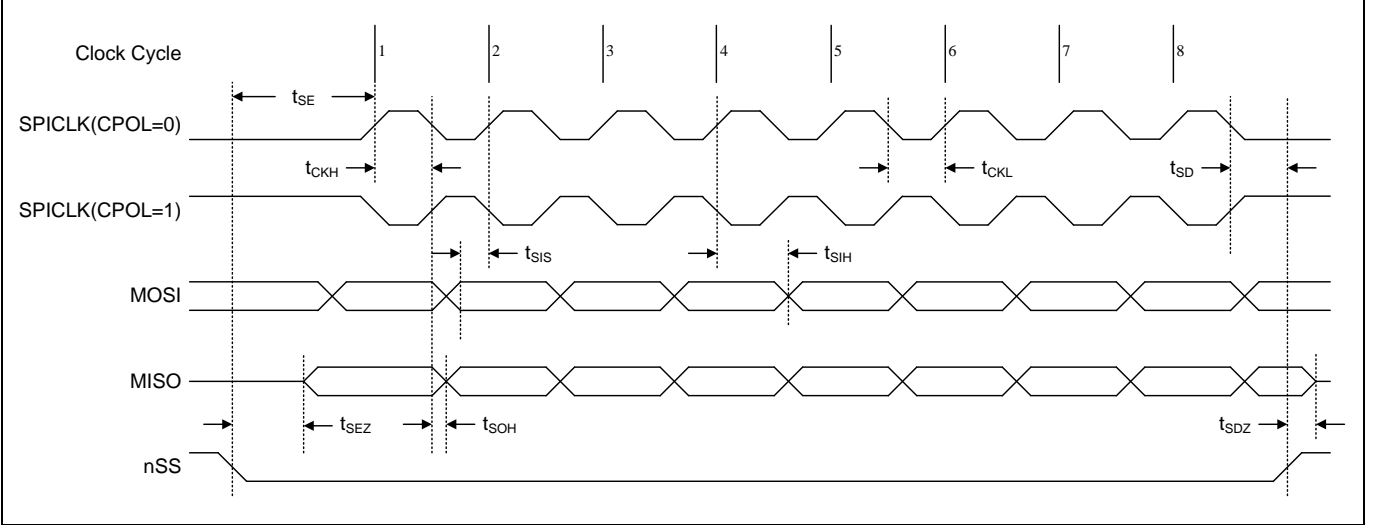 Clock Cycle 1 2 3 4 5 6 7 8
tSE
SPICLK(CPOL=0)
tCKH tCKL tSD
SPICLK(CPOL=1)
tSIS tSIH
MOSI
MISO
tSEZ tSOH tSDZ
nSS